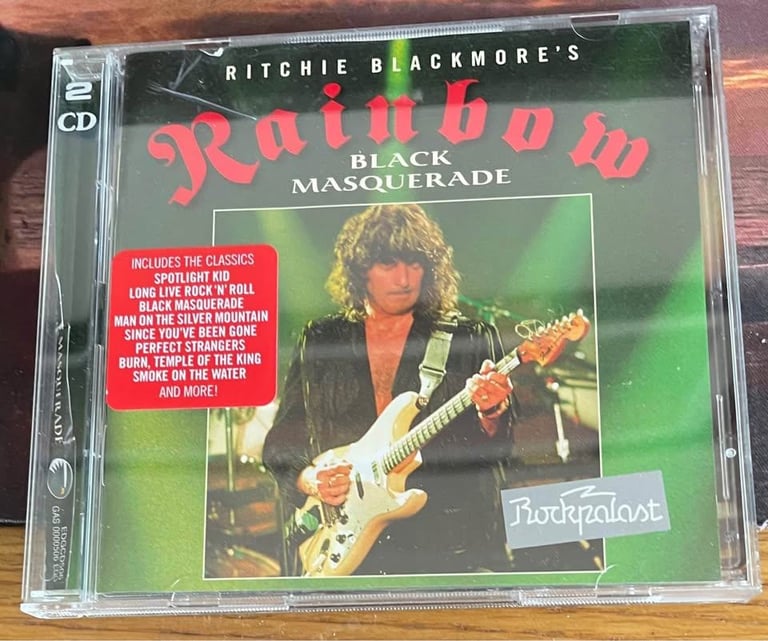 RITCHIE BLACKMORE'S
Rainbow
BLACK
MASQUERADE
2
CD
INCLUDES THE CLASSICS
SPOTLIGHT KID
LONG LIVE ROCK 'N' ROLL
BLACK MASQUERADE
MAN ON THE SILVER MOUNTAIN
SINCE YOU'VE BEEN GONE
PERFECT STRANGERS
BURN, TEMPLE OF THE KING
SMOKE ON THE WATER
AND MORE!
Rockpalast
MASQUERADE